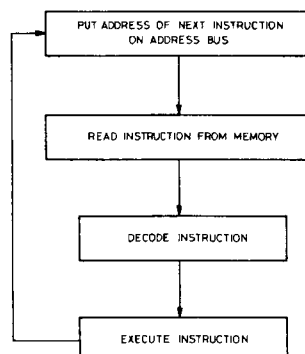 PUT ADDRESS OF NEXT INSTRUCTION
ON ADDRESS BUS
READ INSTRUCTION FROM MEMORY
DECODE INSTRUCTION
EXECUTE INSTRUCTION